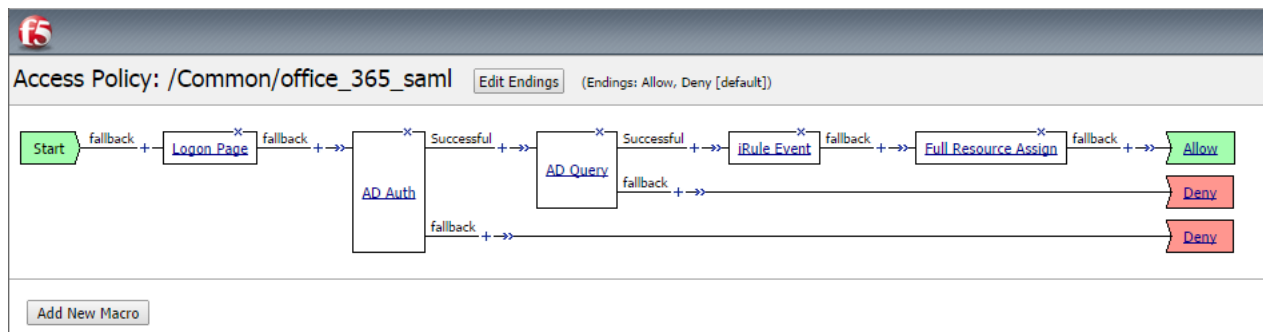 f5
Access Policy: /Common/office_365_saml Edit Endings (Endings: Allow, Deny [default])
Start fallback + Logon Page fallback + AD Auth Successful + AD Query Successful + iRule Event fallback + Full Resource Assign fallback + Allow
fallback + Deny
fallback + Deny
Add New Macro